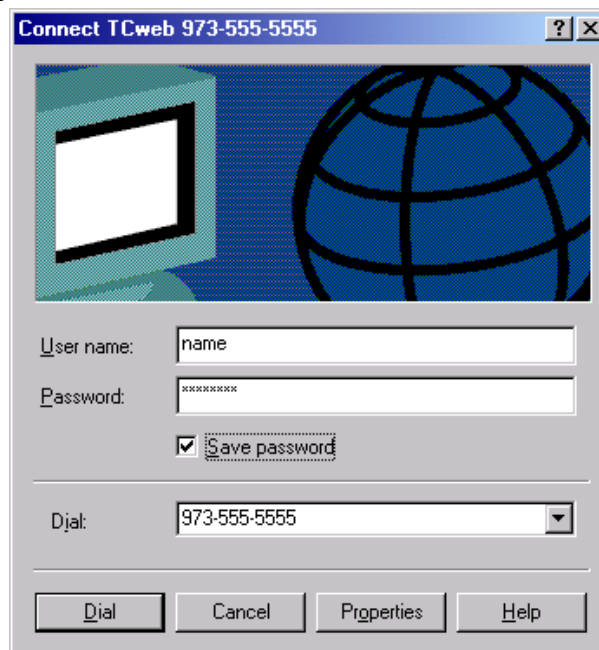 Connect TCweb 973-555-5555
User name: name
Password: ********
Save password
Dial: 973-555-5555
Dial Cancel Properties Help